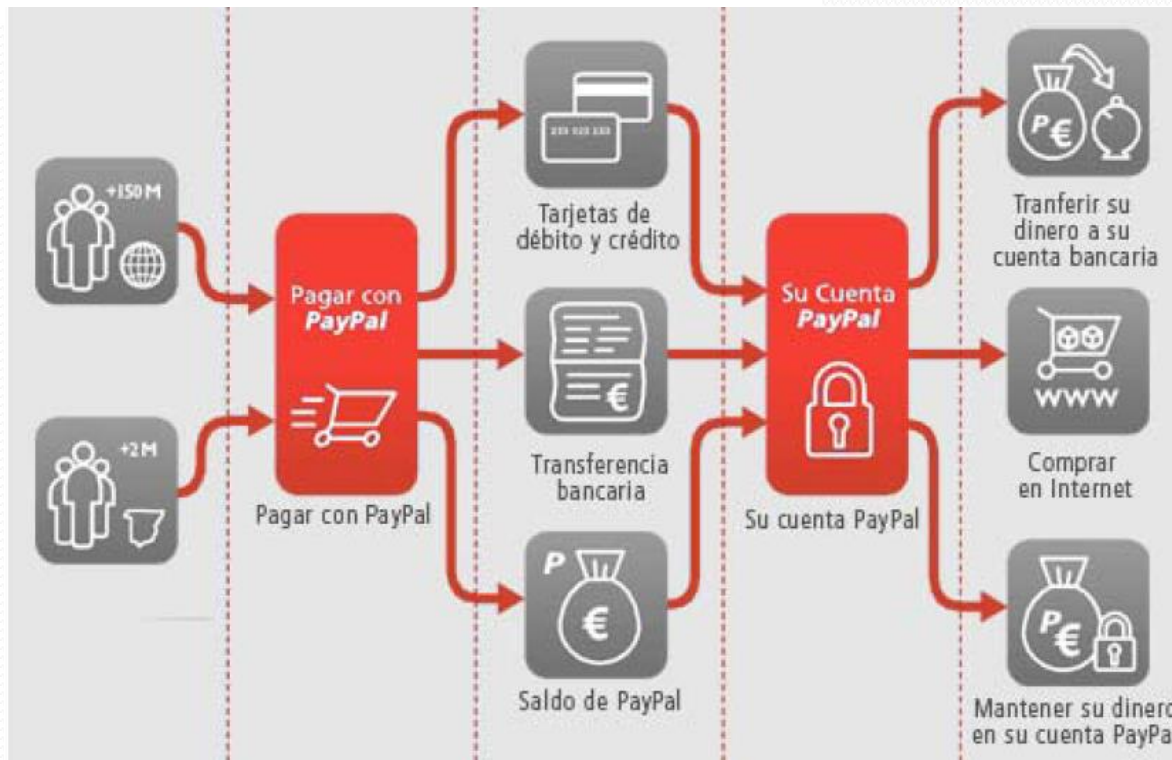 +150 M
+2 M
Pagar con
PayPal
Pagar con PayPal
Tarjetas de
débito y crédito
€
Transferencia
bancaria
P
€
Saldo de PayPal
Su Cuenta
PayPal
Su cuenta PayPal
P€
Tranferir su
dinero a su
cuenta bancaria
www
Comprar
en Internet
P€
Mantener su dinero
en su cuenta PayPa